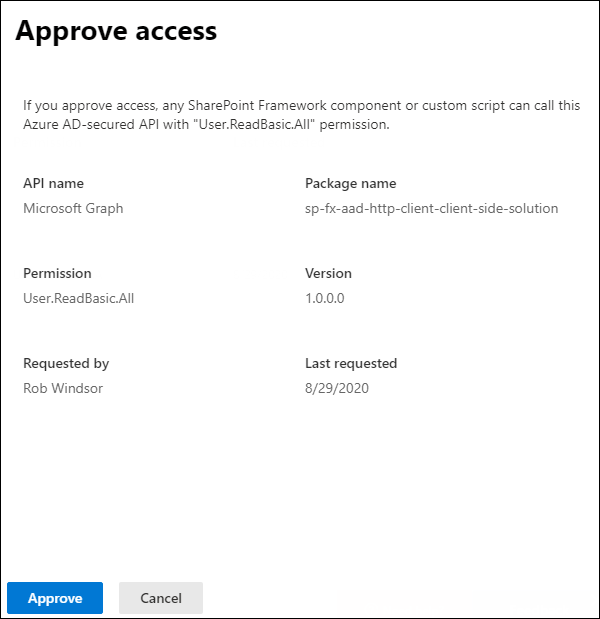 Approve access
If you approve access, any SharePoint Framework component or custom script can call this
Azure AD-secured API with "User.ReadBasic.All" permission.
API name
Package name
Microsoft Graph
sp-fx-aad-http-client-client-side-solution
Permission
Version
User.ReadBasic.All
1.0.0.0
Requested by
Last requested
Rob Windsor
8/29/2020
Approve
Cancel